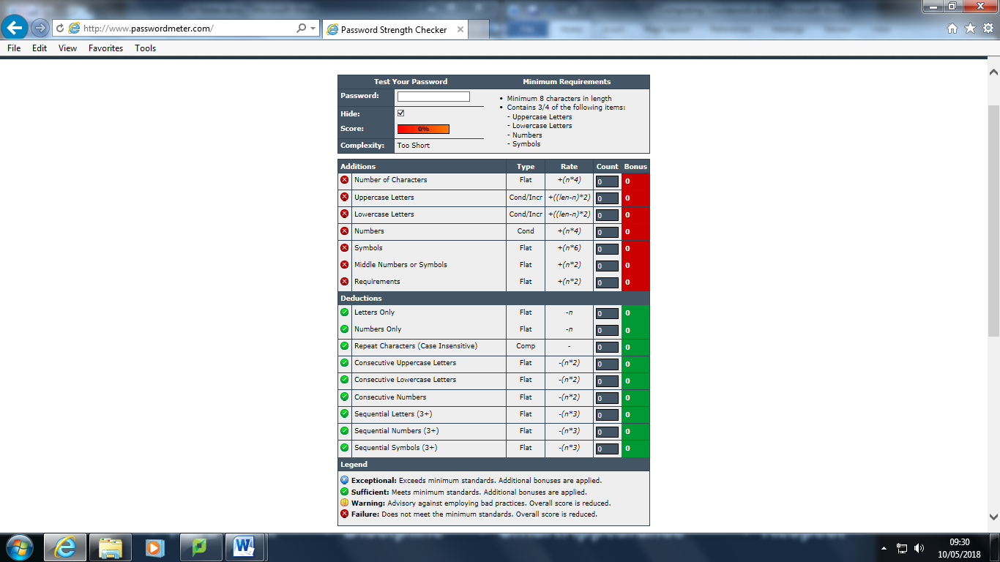 http://www.passwordmeter.com/
Password Strength Checker
File Edit View Favorites Tools
Test Your Password Minimum Requirements
Password:
• Minimum 8 characters in length
• Contains 3/4 of the following items:
- Uppercase Letters
- Lowercase Letters
- Numbers
- Symbols
Hide:
Score: 0%
Complexity: Too Short
Additions Type Rate Count Bonus
Number of Characters Flat +(n*4) 0 0
Uppercase Letters Cond/Incr +((len-n)*2) 0 0
Lowercase Letters Cond/Incr +((len-n)*2) 0 0
Numbers Cond +(n*4) 0 0
Symbols Flat +(n*6) 0 0
Middle Numbers or Symbols Flat +(n*2) 0 0
Requirements Flat +(n*2) 0 0
Deductions
Letters Only Flat -n 0 0
Numbers Only Flat -n 0 0
Repeat Characters (Case Insensitive) Comp - 0 0
Consecutive Uppercase Letters Flat -(n*2) 0 0
Consecutive Lowercase Letters Flat -(n*2) 0 0
Consecutive Numbers Flat -(n*2) 0 0
Sequential Letters (3+) Flat -(n*3) 0 0
Sequential Numbers (3+) Flat -(n*3) 0 0
Sequential Symbols (3+) Flat -(n*3) 0 0
Legend
Exceptional: Exceeds minimum standards. Additional bonuses are applied.
Sufficient: Meets minimum standards. Additional bonuses are applied.
Warning: Advisory against employing bad practices. Overall score is reduced.
Failure: Does not meet the minimum standards. Overall score is reduced.
09:30
10/05/2018